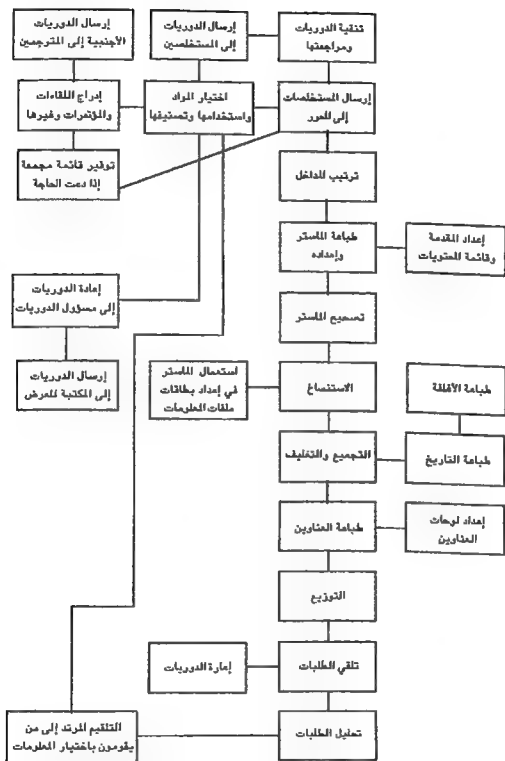 تنقية الدوريات
ومراجعتها
إرسال الدوريات
إلى المستخلصين
إرسال الدوريات
الأجنبية إلى المترجمين
إرسال المستخلصات
إلى المحرر
اختيار المواد
واستخدامها وتصنيفها
إدراج اللقاءات
والمؤتمرات وغيرها
توفير قائمة مجمعة
إذا دعت الحاجة
ترتيب المداخل
طباعة الماستر
وإعداده
إعداد المقدمة
وقائمة المحتويات
إعادة الدوريات
إلى مسؤول الدوريات
تصحيح الماستر
إرسال الدوريات
إلى المكتبة للعرض
استعمال الماستر
في إعداد بطاقات
ملفات المعلومات
الاستنساخ
طباعة الأغلفة
التجميع والتغليف
طباعة التاريخ
طباعة العناوين
إعداد لوحات
العناوين
التوزيع
تلقي الطلبات
إعارة الدوريات
تحليل الطلبات
التلقيم المرتد إلى من
يقومون باختيار المعلومات